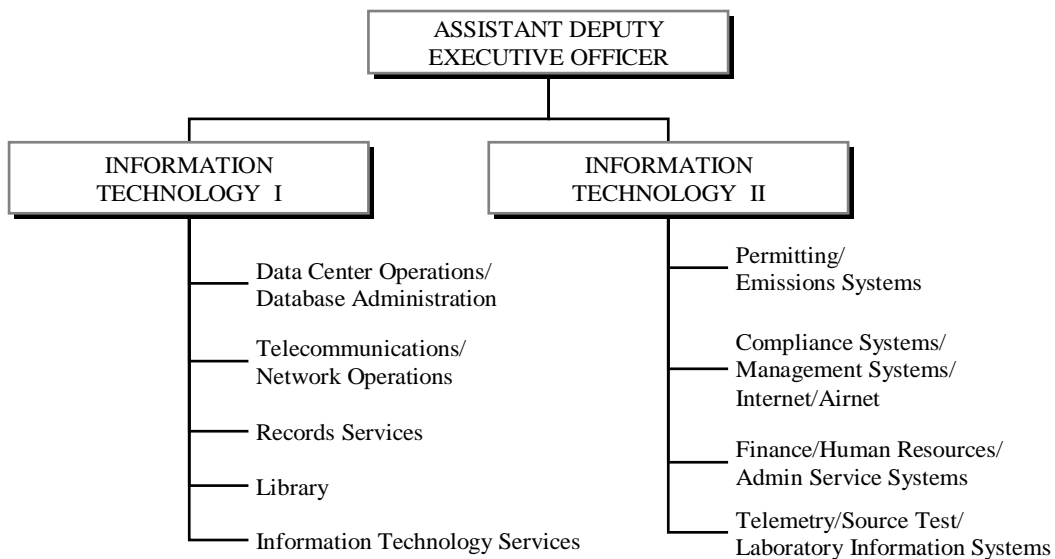 ASSISTANT DEPUTY
EXECUTIVE OFFICER
INFORMATION
TECHNOLOGY I
INFORMATION
TECHNOLOGY II
Data Center Operations/
Database Administration
Telecommunications/
Network Operations
Records Services
Library
Information Technology Services
Permitting/
Emissions Systems
Compliance Systems/
Management Systems/
Internet/Airnet
Finance/Human Resources/
Admin Service Systems
Telemetry/Source Test/
Laboratory Information Systems